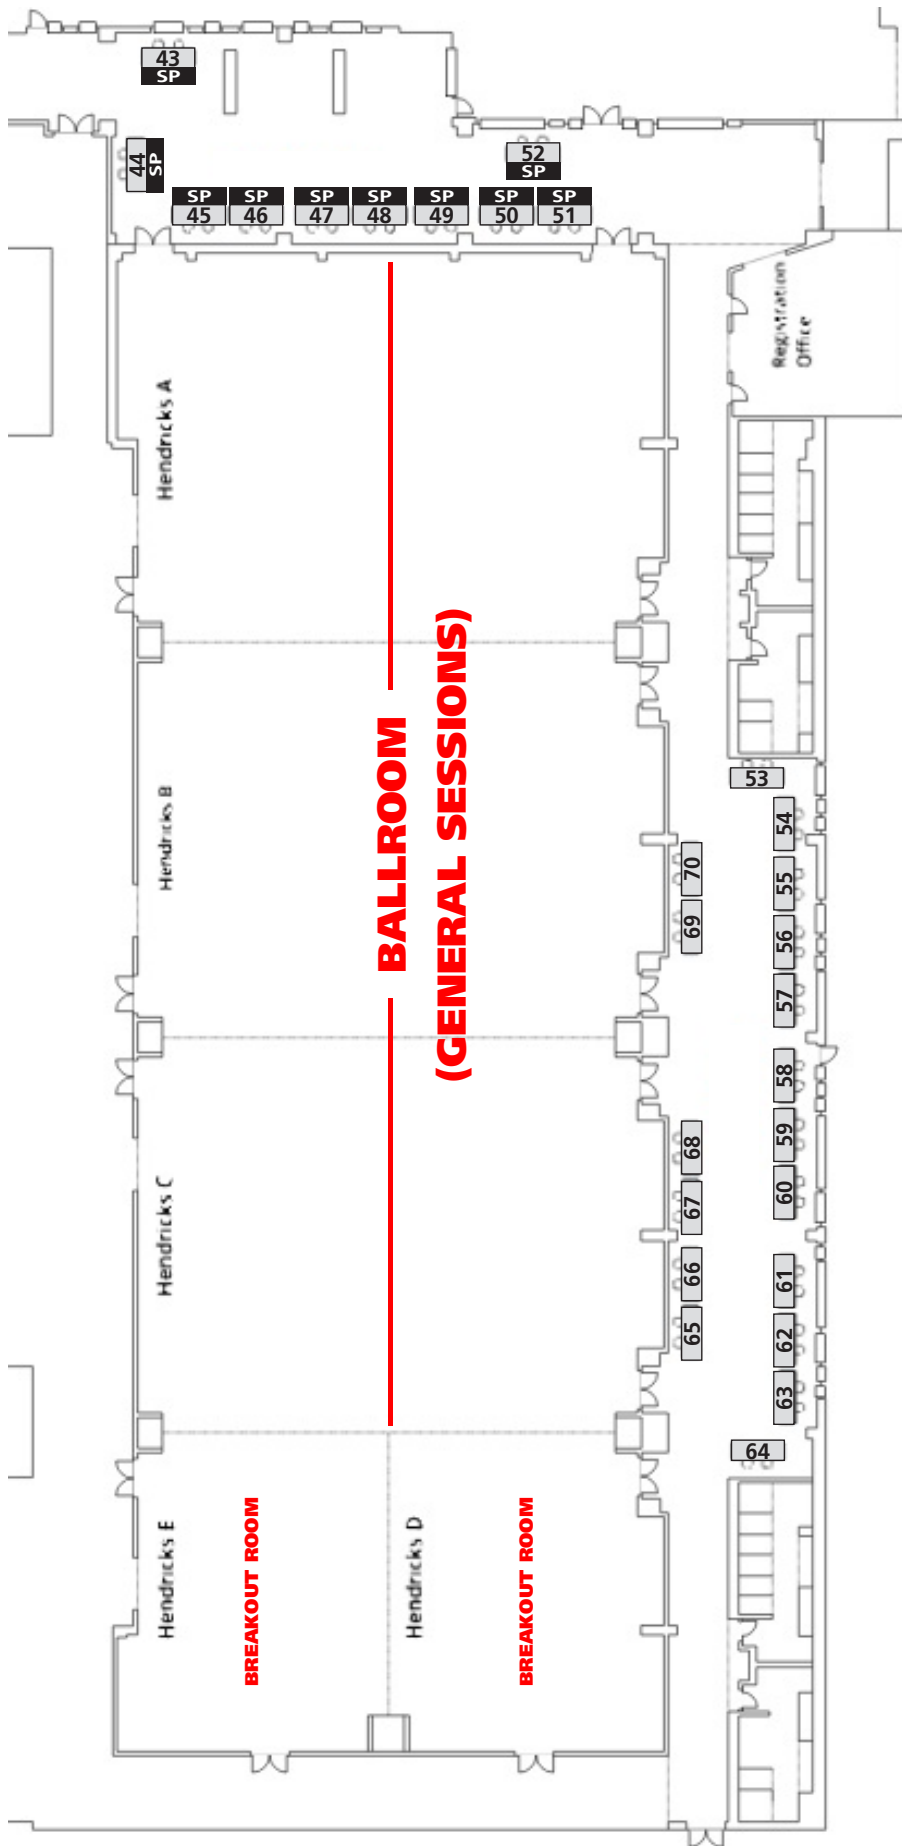 43
SP
44
SP
52
SP
SP
45
SP
46
SP
47
SP
48
SP
49
SP
50
SP
51
Registration
Office
Hendricks A
BALLROOM
(GENERAL SESSIONS)
Hendricks B
53
54
55
56
57
70
69
58
59
60
Hendricks C
68
67
66
65
61
62
63
64
Hendricks E
BREAKOUT ROOM
Hendricks D
BREAKOUT ROOM